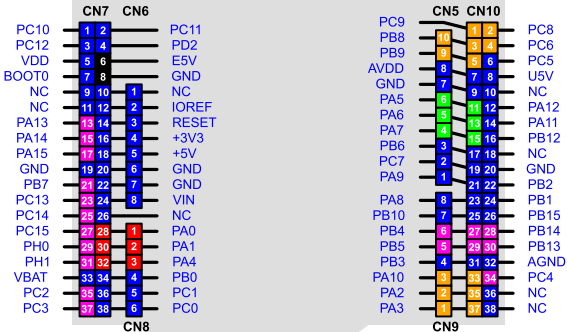 CN7 CN6
PC10 1 2 PC11
PC12 3 4 PD2
VDD 5 6 E5V
BOOT0 7 8 GND
NC 9 10 1 NC
NC 11 12 2 IOREF
PA13 13 14 3 RESET
PA14 15 16 4 +3V3
PA15 17 18 5 +5V
GND 19 20 6 GND
PB7 21 22 7 GND
PC13 23 24 8 VIN
PC14 25 26 NC
PC15 27 28 1 PA0
PH0 29 30 2 PA1
PH1 31 32 3 PA4
VBAT 33 34 4 PB0
PC2 35 36 5 PC1
PC3 37 38 6 PC0
CN8
CN5 CN10
PC9 1 2 PC8
PB8 10 3 4 PC6
PB9 9 5 6 PC5
AVDD 8 7 8 U5V
GND 7 9 10 NC
PA5 6 11 12 PA12
PA6 5 13 14 PA11
PA7 4 15 16 PB12
PB6 3 17 18 NC
PC7 2 19 20 GND
PA9 1 21 22 PB2
PA8 8 23 24 PB1
PB10 7 25 26 PB15
PB4 6 27 28 PB14
PB5 5 29 30 PB13
PB3 4 31 32 AGND
PA10 3 33 34 PC4
PA2 2 35 36 NC
PA3 1 37 38 NC
CN9